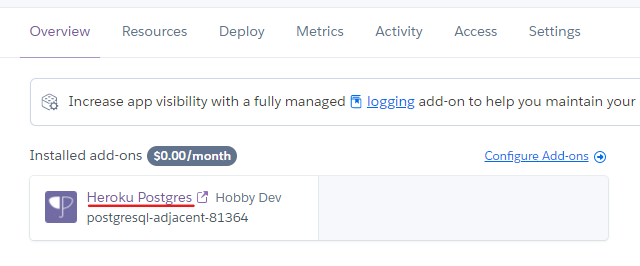 Overview Resources Deploy Metrics Activity Access Settings
Increase app visibility with a fully managed logging add-on to help you maintain your
Installed add-ons $0.00/month Configure Add-ons
Heroku Postgres Hobby Dev
postgresql-adjacent-81364